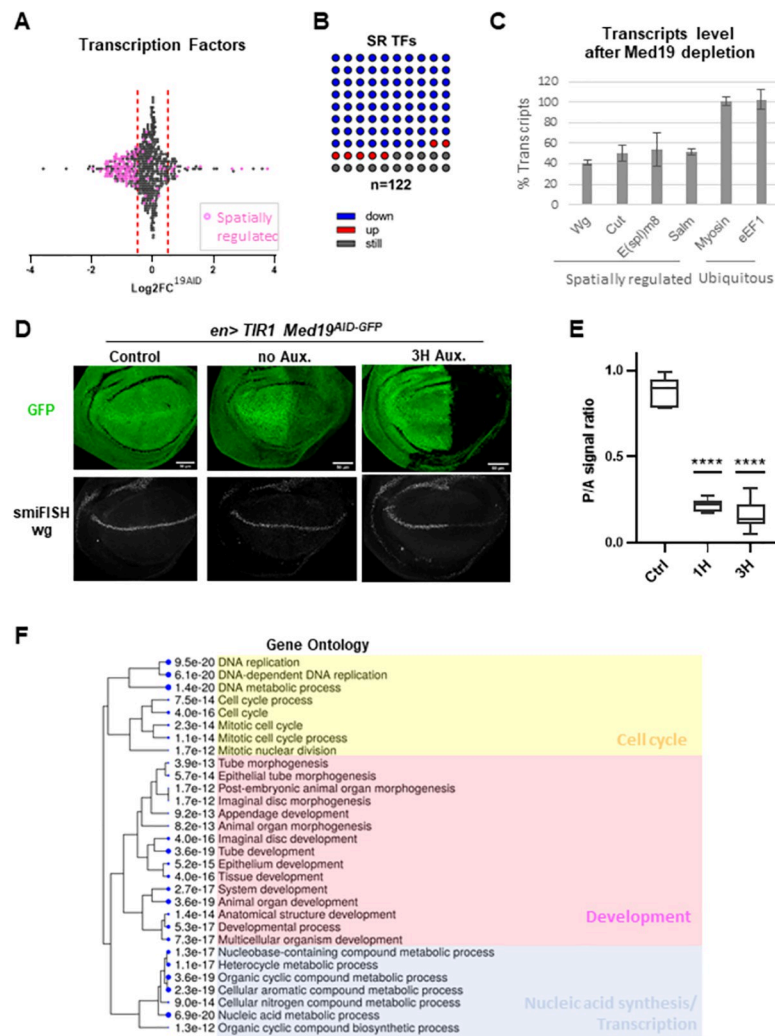 A
Transcription Factors
Spatially
regulated
-4
-2
0
2
4
Log2FC19AID
B
SR TFs
n=122
down
up
still
C
Transcripts level
after Med19 depletion
% Transcripts
120
100
80
60
40
20
0
Wg
Cut
E(spl)m8
Salm
Myosin
eEF1
Spatially regulated
Ubiquitous
D
en> TIR1 Med19AID-GFP
Control
no Aux.
3H Aux.
GFP
smiFISH
wg
E
P/A signal ratio
1.0
0.5
0.0
**** ****
Ctrl
1H
3H
F
Gene Ontology
9.5e-20 DNA replication
6.1e-20 DNA-dependent DNA replication
1.4e-20 DNA metabolic process
7.5e-14 Cell cycle process
4.0e-16 Cell cycle
2.3e-14 Mitotic cell cycle
1.1e-14 Mitotic cell cycle process
1.7e-12 Mitotic nuclear division
Cell cycle
3.9e-13 Tube morphogenesis
5.7e-14 Epithelial tube morphogenesis
1.7e-12 Post-embryonic animal organ morphogenesis
1.7e-12 Imaginal disc morphogenesis
9.2e-13 Appendage development
8.2e-13 Animal organ morphogenesis
4.0e-16 Imaginal disc development
3.6e-19 Tube development
5.2e-15 Epithelium development
4.0e-16 Tissue development
2.7e-17 System development
3.6e-19 Animal organ development
1.4e-14 Anatomical structure development
5.3e-17 Developmental process
7.3e-17 Multicellular organism development
Development
1.3e-17 Nucleobase-containing compound metabolic process
1.1e-17 Heterocycle metabolic process
3.6e-19 Organic cyclic compound metabolic process
2.3e-19 Cellular aromatic compound metabolic process
9.0e-14 Cellular nitrogen compound metabolic process
6.9e-20 Nucleic acid metabolic process
1.3e-12 Organic cyclic compound biosynthetic process
Nucleic acid synthesis/
Transcription